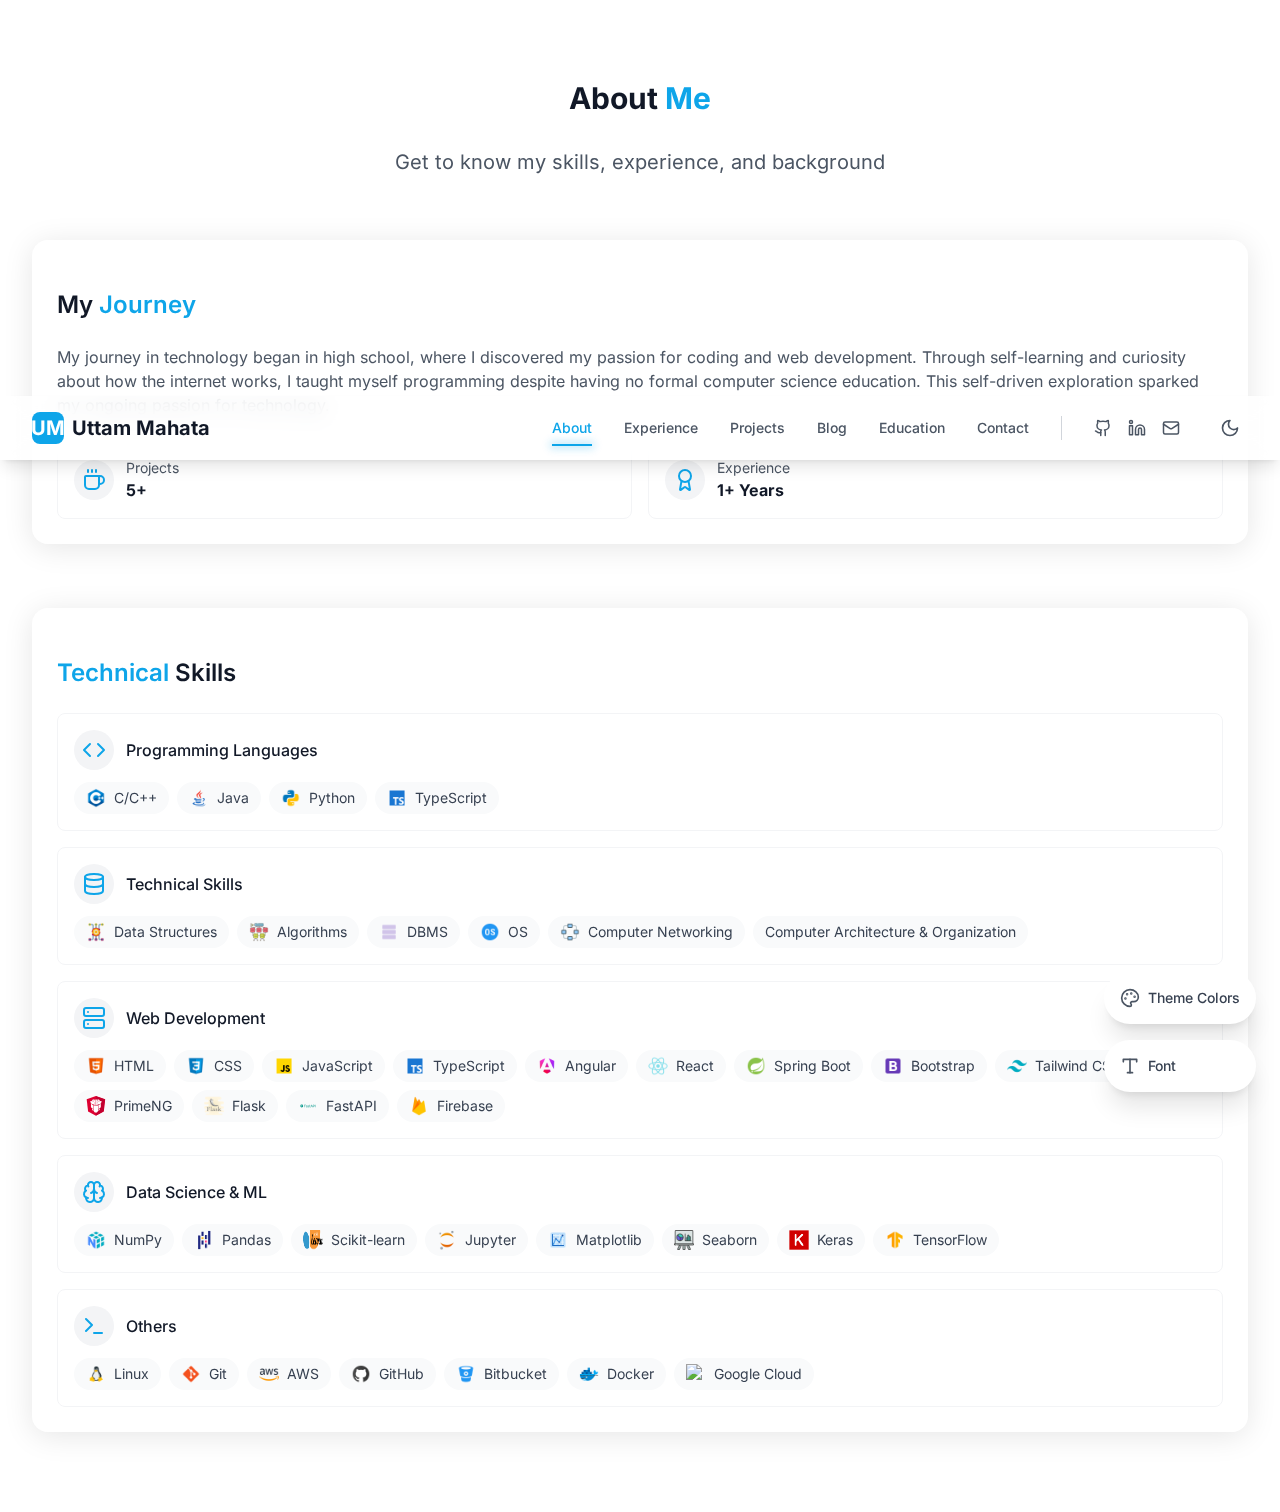 About Me
Get to know my skills, experience, and background
My Journey
My journey in technology began in high school, where I discovered my passion for coding and web development. Through self-learning and curiosity
about how the internet works, I taught myself programming despite having no formal computer science education. This self-driven exploration sparked
my ongoing passion for technology.
UM Uttam Mahata About Experience Projects Blog Education Contact
Projects
5+
Experience
1+ Years
Technical Skills
Programming Languages
C/C++ Java Python TypeScript
Technical Skills
Data Structures Algorithms DBMS OS Computer Networking Computer Architecture & Organization
Web Development
HTML CSS JavaScript TypeScript Angular React Spring Boot Bootstrap Tailwind
PrimeNG Flask FastAPI Firebase
Theme Colors
Font
Data Science & ML
NumPy Pandas Scikit-learn Jupyter Matplotlib Seaborn Keras TensorFlow
Others
Linux Git AWS GitHub Bitbucket Docker Google Cloud